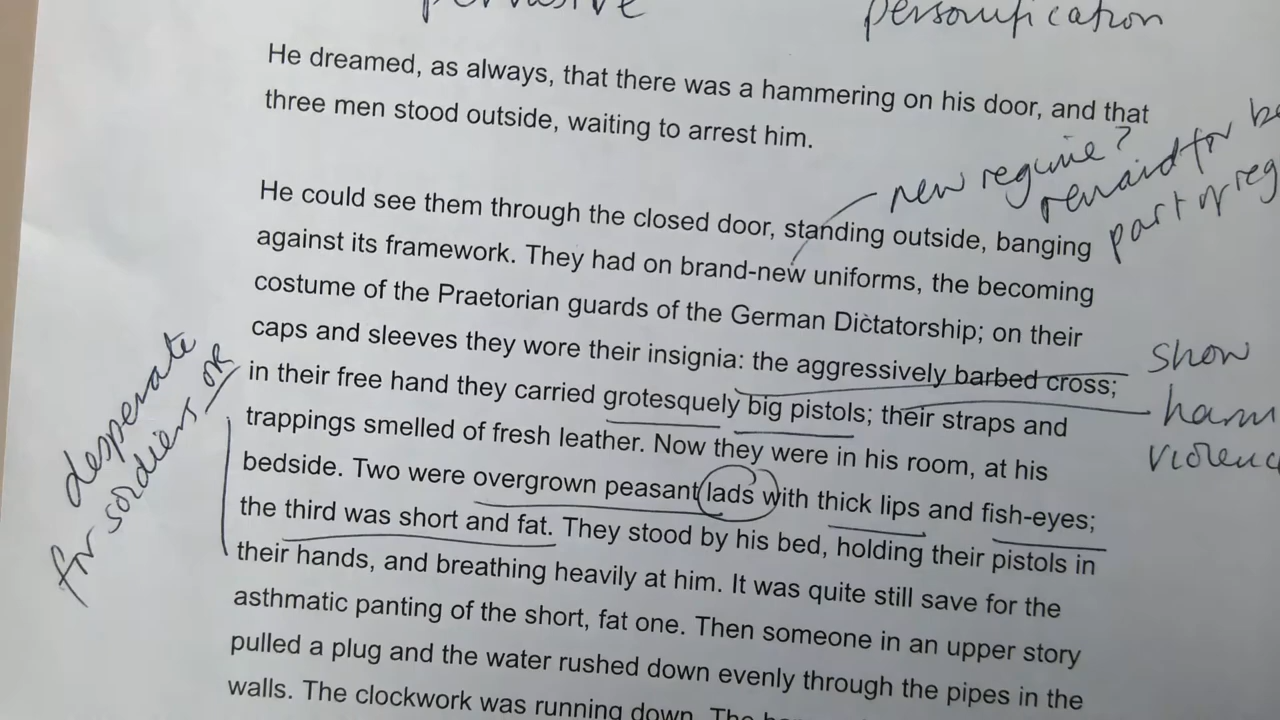 personification
He dreamed, as always, that there was a hammering on his door, and that
three men stood outside, waiting to arrest him.
new regime?
part of reg
He could see them through the closed door, standing outside, banging
against its framework. They had on brand-new uniforms, the becoming
costume of the Praetorian guards of the German Dictatorship; on their
caps and sleeves they wore their insignia: the aggressively barbed cross;
in their free hand they carried grotesquely big pistols; their straps and
trappings smelled of fresh leather. Now they were in his room, at his
bedside. Two were overgrown peasant lads with thick lips and fish-eyes;
the third was short and fat. They stood by his bed, holding their pistols in
their hands, and breathing heavily at him. It was quite still save for the
asthmatic panting of the short, fat one. Then someone in an upper story
pulled a plug and the water rushed down evenly through the pipes in the
walls. The clockwork was running down. The
show
harm
violenc
desperate
for soldiers OR